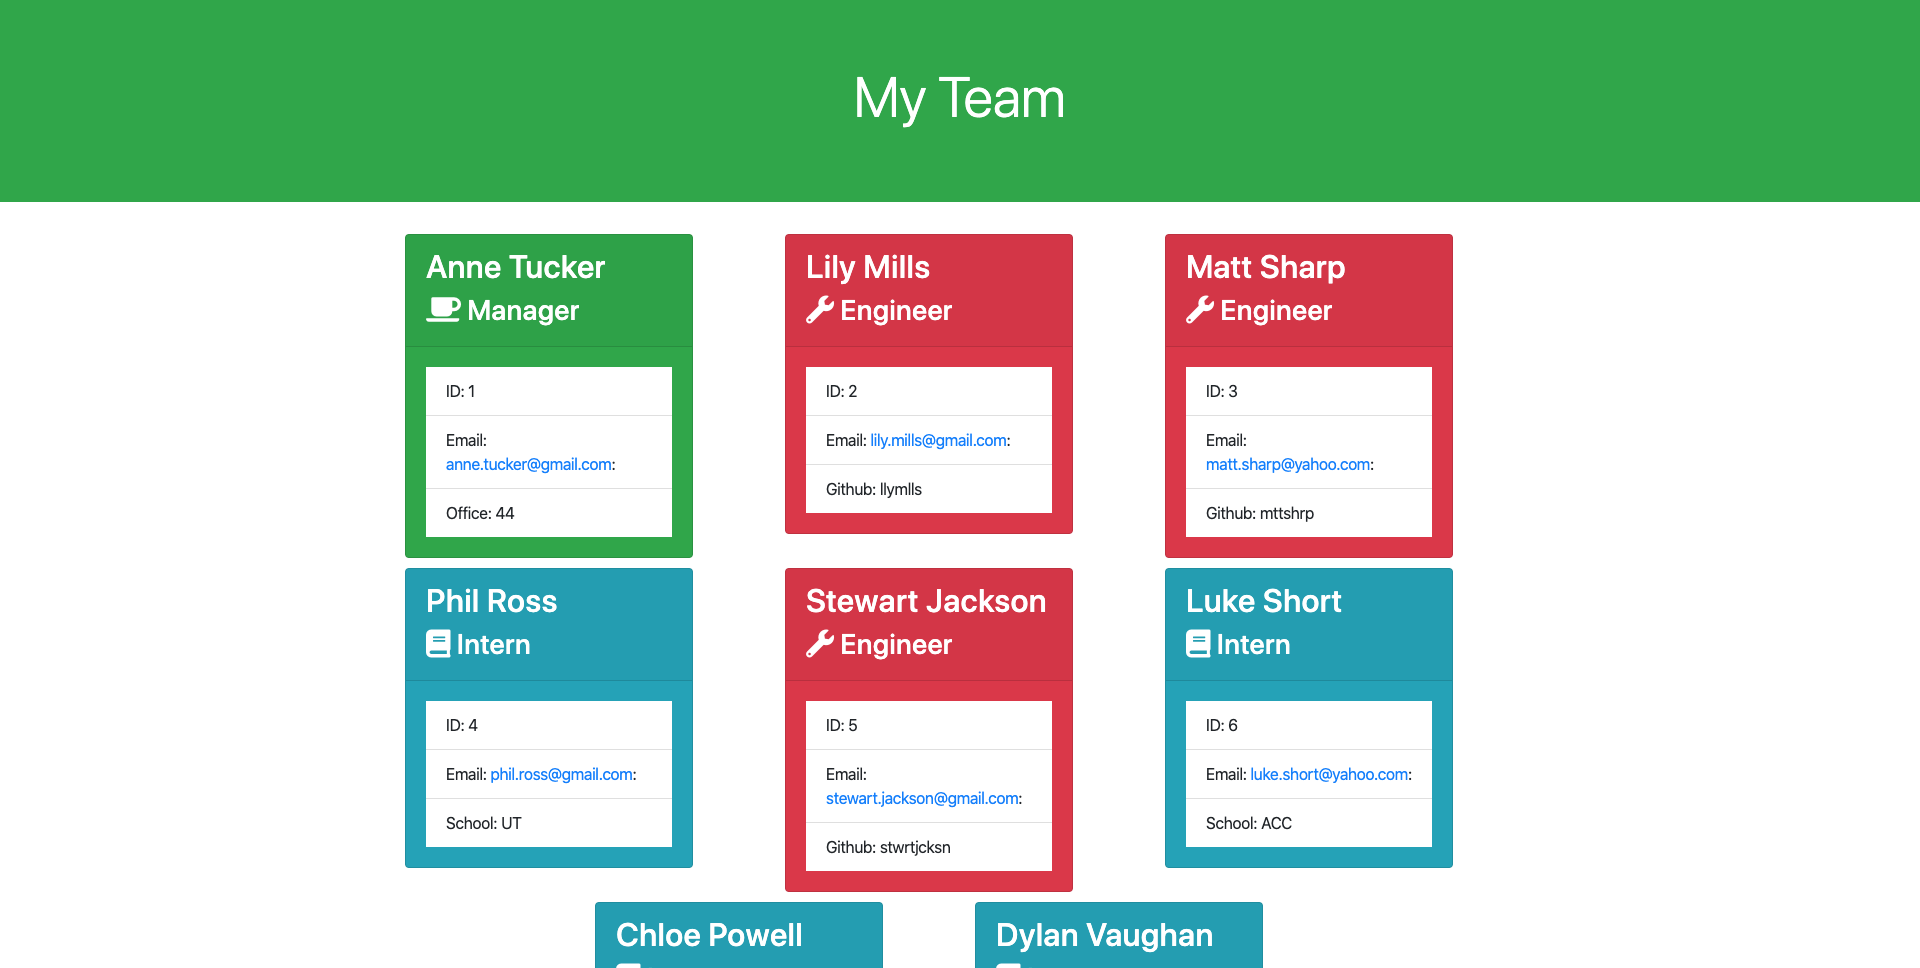 My Team
Anne Tucker
Manager
ID: 1
Email:
anne.tucker@gmail.com:
Office: 44
Lily Mills
Engineer
ID: 2
Email: lily.mills@gmail.com:
Github: llymlls
Matt Sharp
Engineer
ID: 3
Email:
matt.sharp@yahoo.com:
Github: mttshrp
Phil Ross
Intern
ID: 4
Email: phil.ross@gmail.com:
School: UT
Stewart Jackson
Engineer
ID: 5
Email:
stewart.jackson@gmail.com:
Github: stwrtjcksn
Luke Short
Intern
ID: 6
Email: luke.short@yahoo.com:
School: ACC
Chloe Powell
Dylan Vaughan